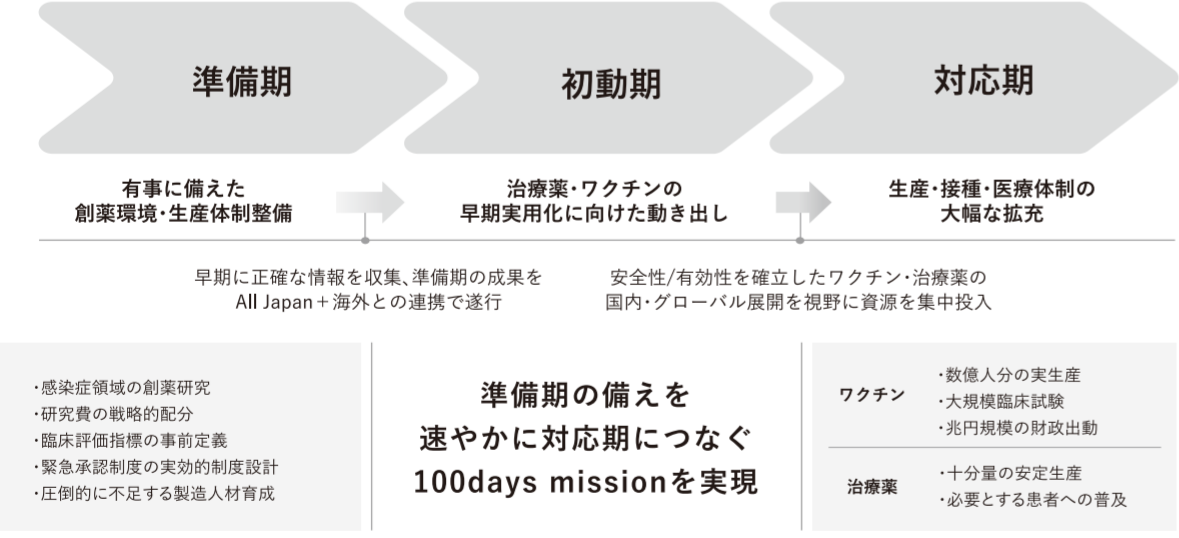 準備期
初動期
対応期
有事に備えた
創薬環境・生産体制整備
治療薬・ワクチンの
早期実用化に向けた動き出し
生産・接種・医療体制の
大幅な拡充
早期に正確な情報を収集、準備期の成果を
All Japan+海外との連携で遂行
安全性/有効性を確立したワクチン・治療薬の
国内・グローバル展開を視野に資源を集中投入
・感染症領域の創薬研究
・研究費の戦略的配分
・臨床評価指標の事前定義
・緊急承認制度の実効的制度設計
・圧倒的に不足する製造人材育成
準備期の備えを
速やかに対応期につなぐ
100days missionを実現
ワクチン
・数億人分の実生産
・大規模臨床試験
・兆円規模の財政出動
治療薬
・十分量の安定生産
・必要とする患者への普及